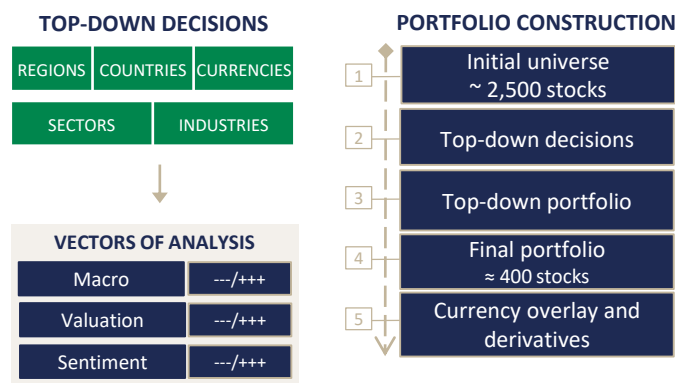 TOP-DOWN DECISIONS
REGIONS
COUNTRIES
CURRENCIES
SECTORS
INDUSTRIES
VECTORS OF ANALYSIS
Macro
---/+++
Valuation
---/+++
Sentiment
---/+++
PORTFOLIO CONSTRUCTION
1
Initial universe
~ 2,500 stocks
2
Top-down decisions
3
Top-down portfolio
4
Final portfolio
≈ 400 stocks
5
Currency overlay and
derivatives